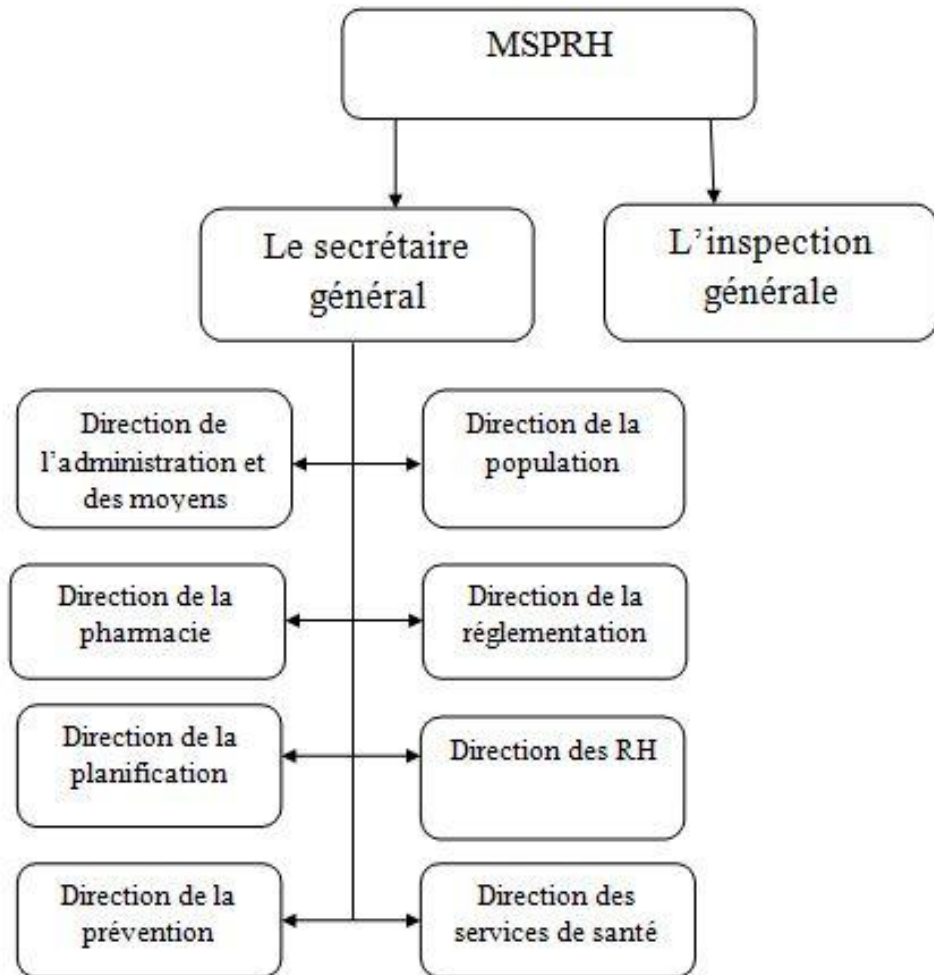 MSPRH
Le secrétaire
général
L'inspection
générale
Direction de
l'administration et
des moyens
Direction de la
population
Direction de la
pharmacie
Direction de la
réglementation
Direction de la
planification
Direction des RH
Direction de la
prévention
Direction des
services de santé